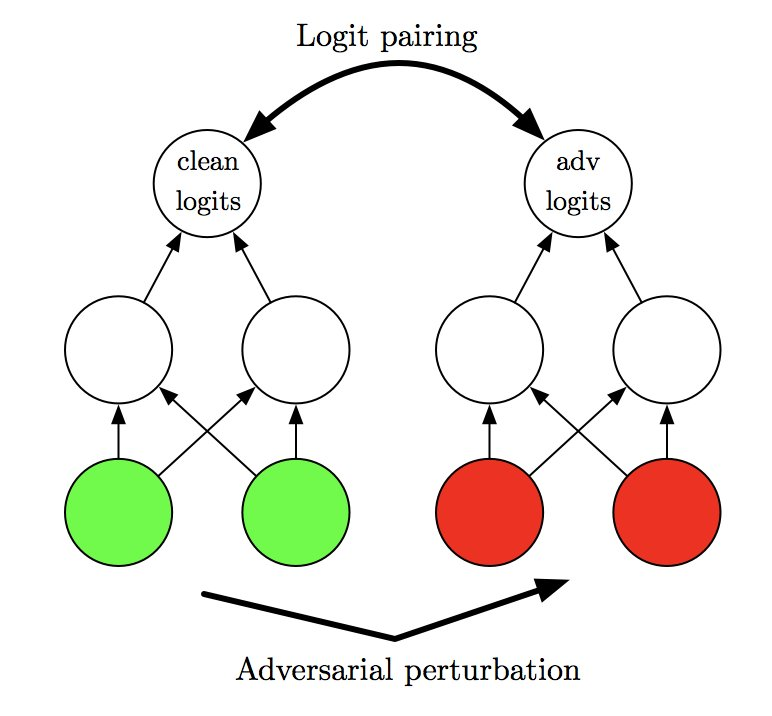 Logit pairing
clean
logits
adv
logits
Adversarial perturbation